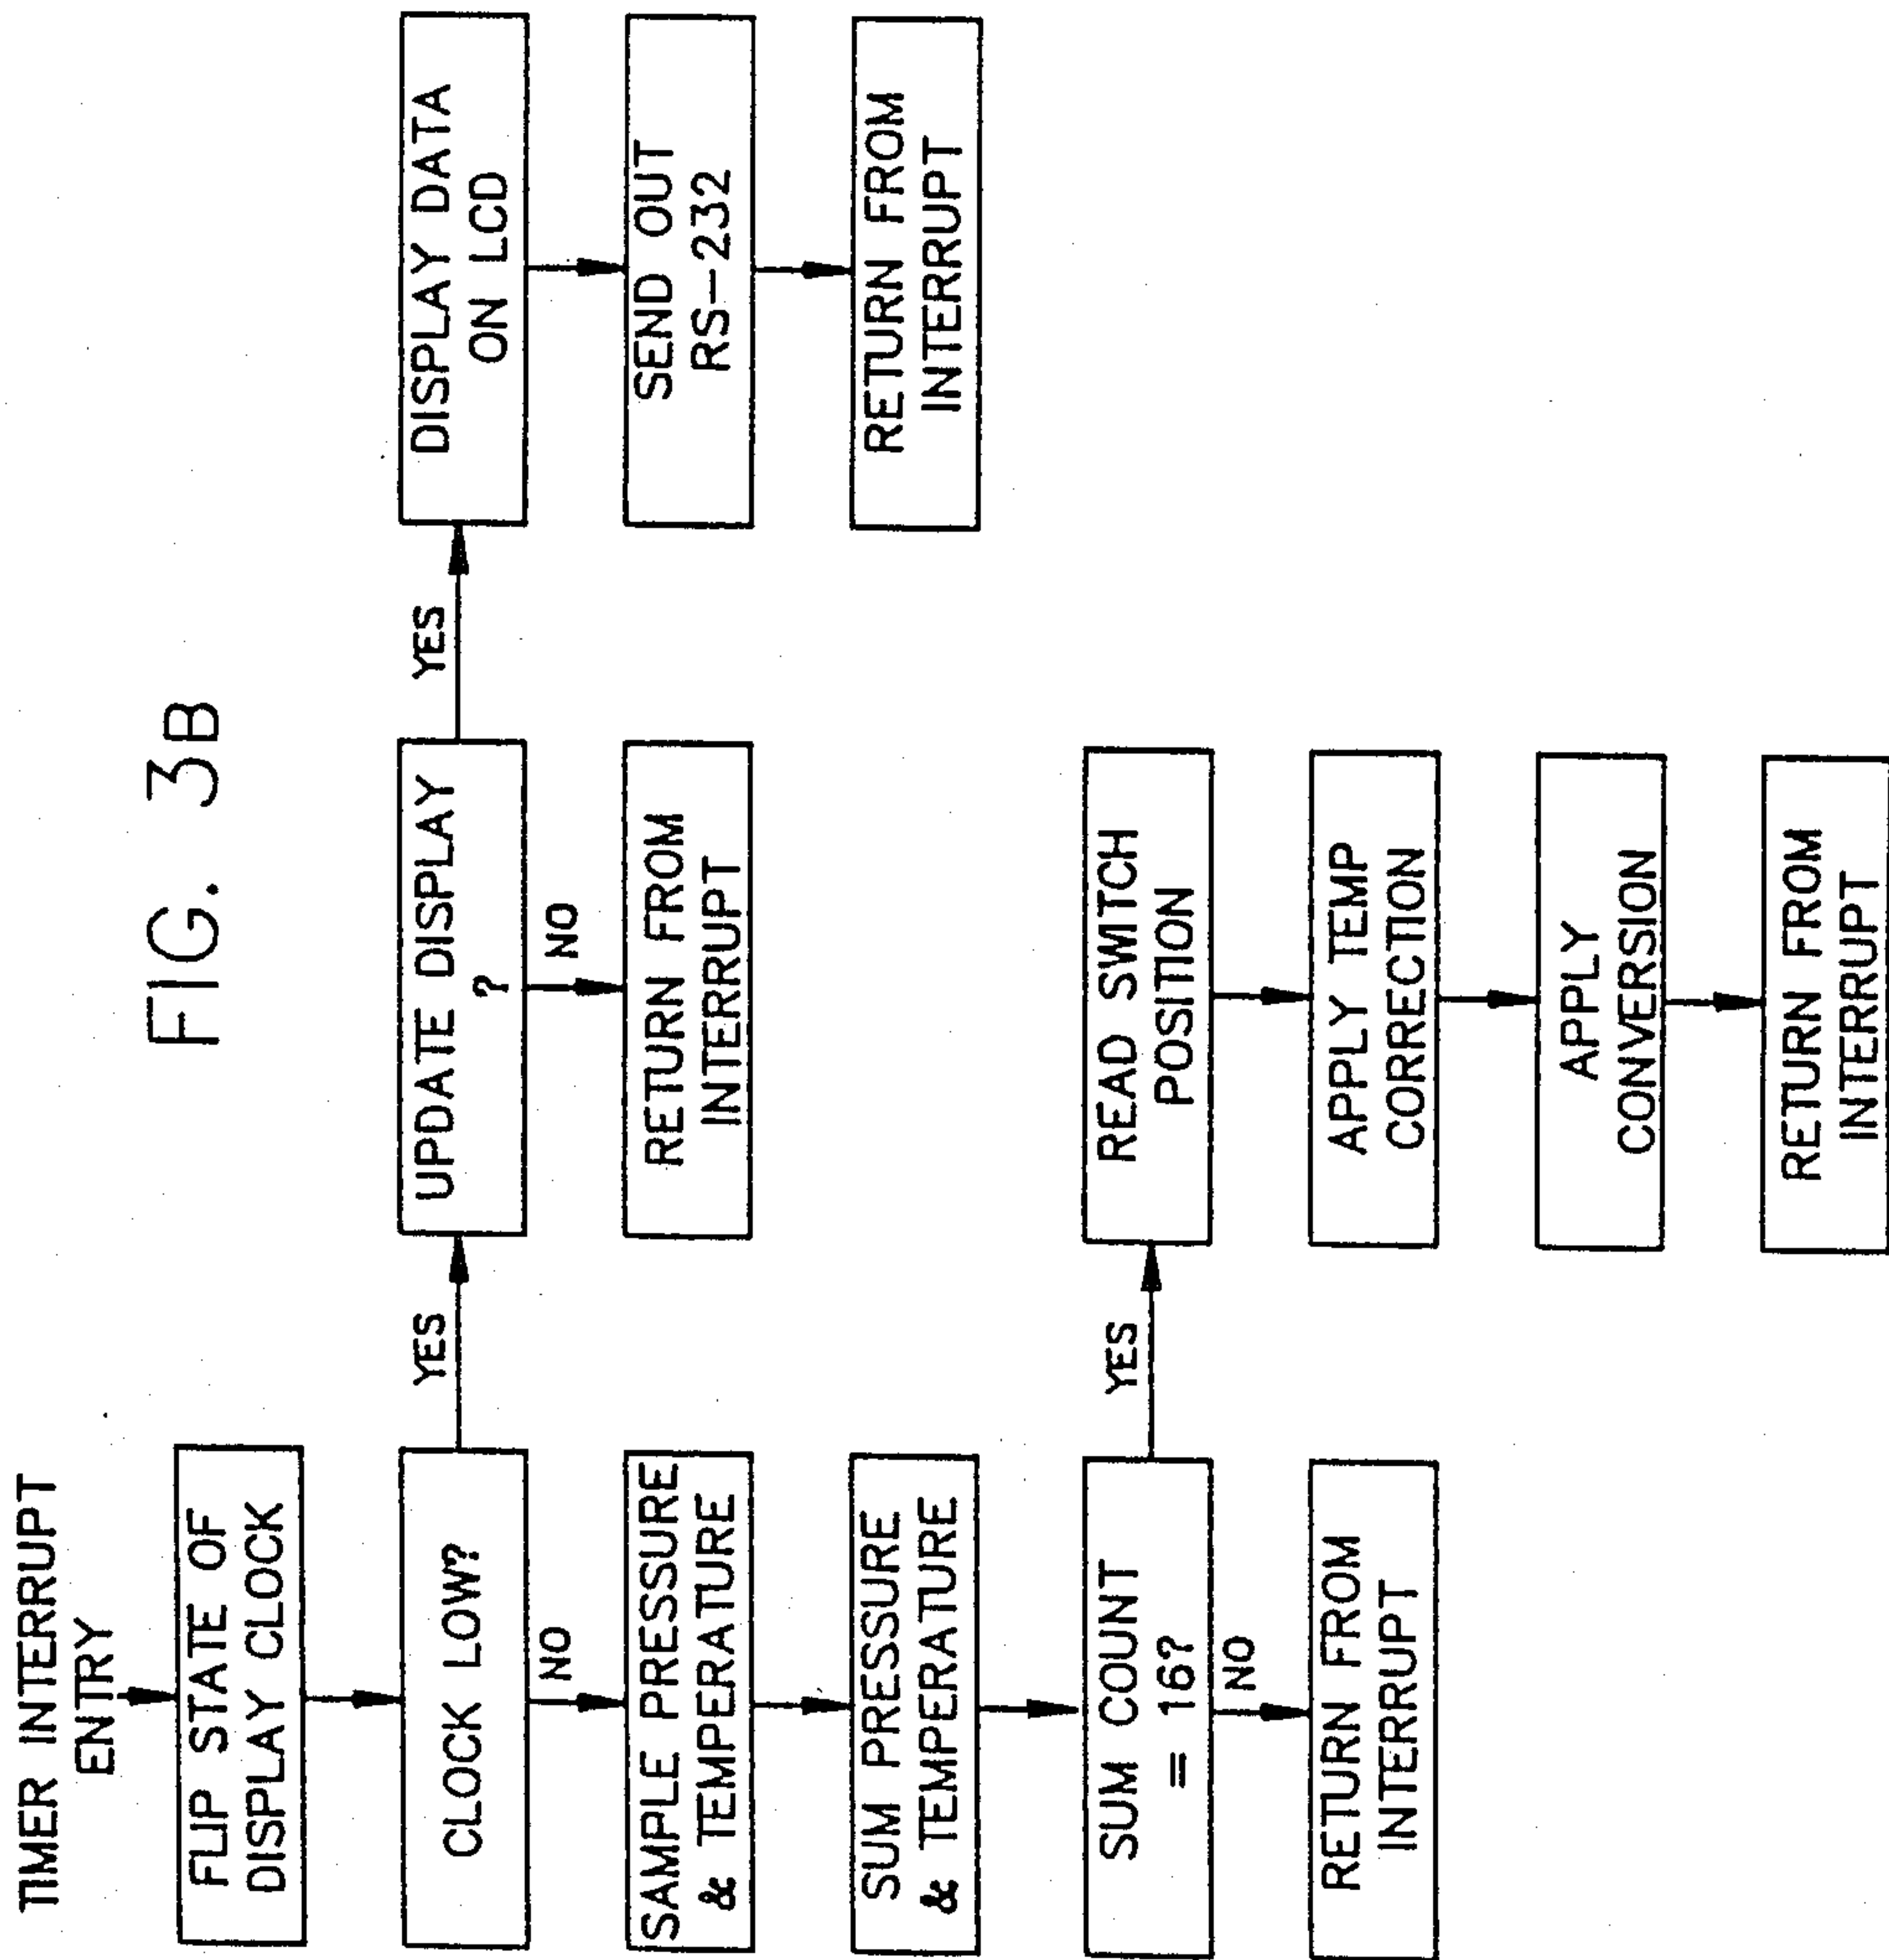 FIG. 3B
TIMER INTERRUPT
ENTRY
FLIP STATE OF
DISPLAY CLOCK
CLOCK LOW?
YES
UPDATE DISPLAY
?
YES
DISPLAY DATA
ON LCD
SEND OUT
RS-232
RETURN FROM
INTERRUPT
NO
RETURN FROM
INTERRUPT
NO
SAMPLE PRESSURE
& TEMPERATURE
SUM PRESSURE
& TEMPERATURE
SUM COUNT
= 16?
YES
READ SWITCH
POSITION
APPLY TEMP
CORRECTION
APPLY
CONVERSION
RETURN FROM
INTERRUPT
NO
RETURN FROM
INTERRUPT